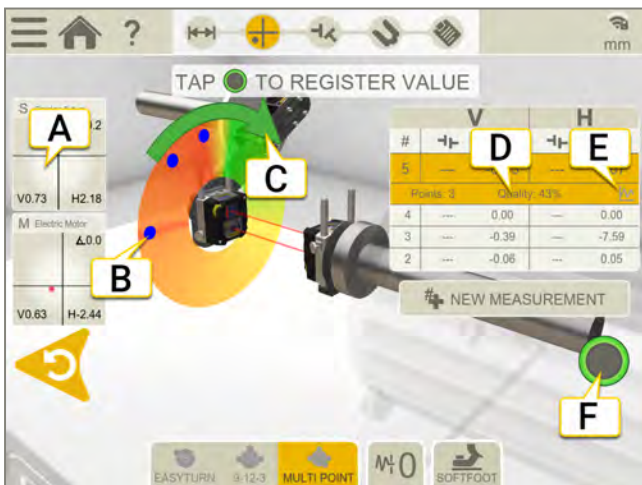 ?
mm
TAP TO REGISTER VALUE
S
A
V0.73 H2.18
M Electric Motor
0.0
V0.63 H-2.44
B
C
D
E
F
V H
#
5 ---
Points: 3 Quality: 43%
4 --- 0.00 --- 0.00
3 --- -0.39 --- -7.59
2 --- -0.06 --- 0.05
# NEW MEASUREMENT
0
EASYTURN 9-12-3 MULTI POINT SOFTFOOT